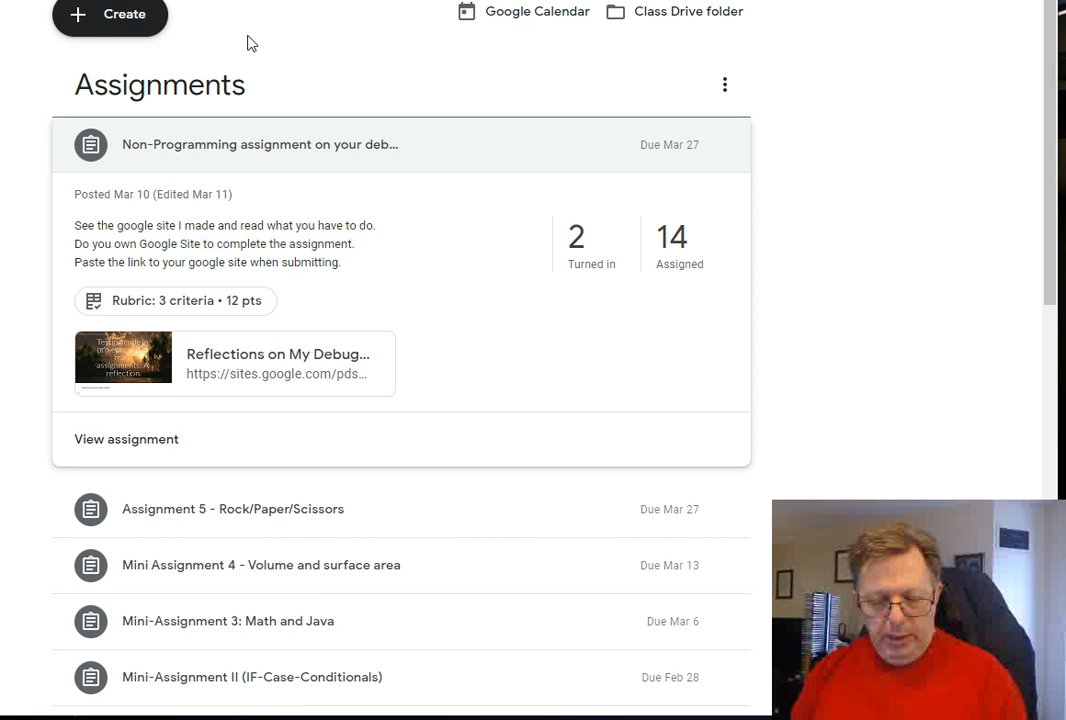 Create
Google Calendar
Class Drive folder
Assignments
Non-Programming assignment on your deb...
Due Mar 27
Posted Mar 10 (Edited Mar 11)
See the google site I made and read what you have to do.
Do you own Google Site to complete the assignment.
Paste the link to your google site when submitting.
2
Turned in
14
Assigned
Rubric: 3 criteria • 12 pts
Testing code in
assignments: A
reflection.
Reflections on My Debug...
https://sites.google.com/pds...
View assignment
Assignment 5 - Rock/Paper/Scissors
Due Mar 27
Mini Assignment 4 - Volume and surface area
Due Mar 13
Mini-Assignment 3: Math and Java
Due Mar 6
Mini-Assignment II (IF-Case-Conditionals)
Due Feb 28